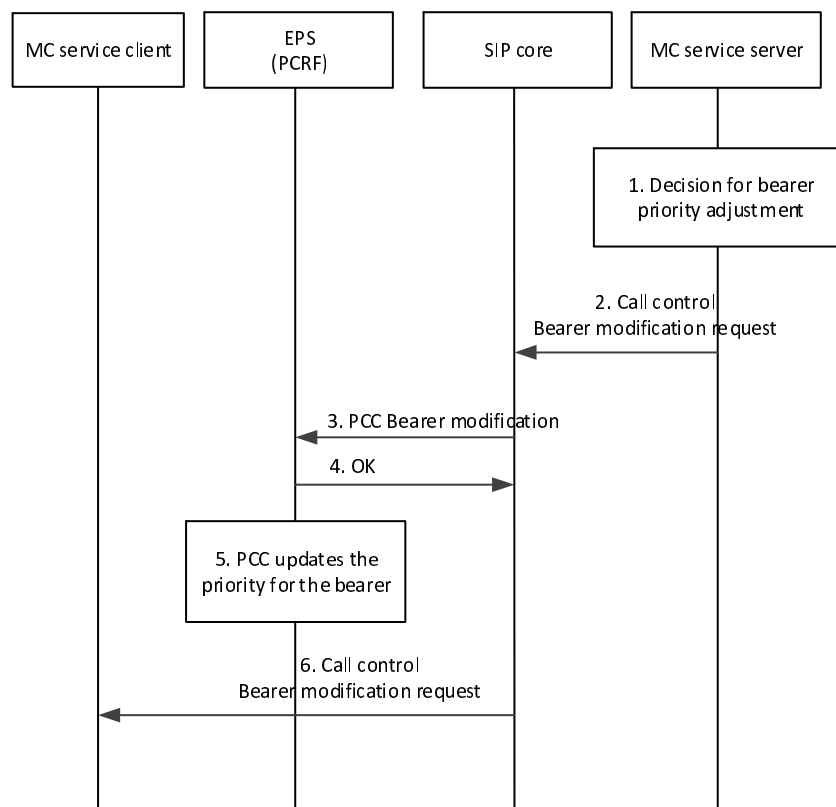 MC service client
EPS
(PCRF)
SIP core
MC service server
1. Decision for bearer
priority adjustment
2. Call control
Bearer modification request
3. PCC Bearer modification
4. OK
5. PCC updates the
priority for the bearer
6. Call control
Bearer modification request